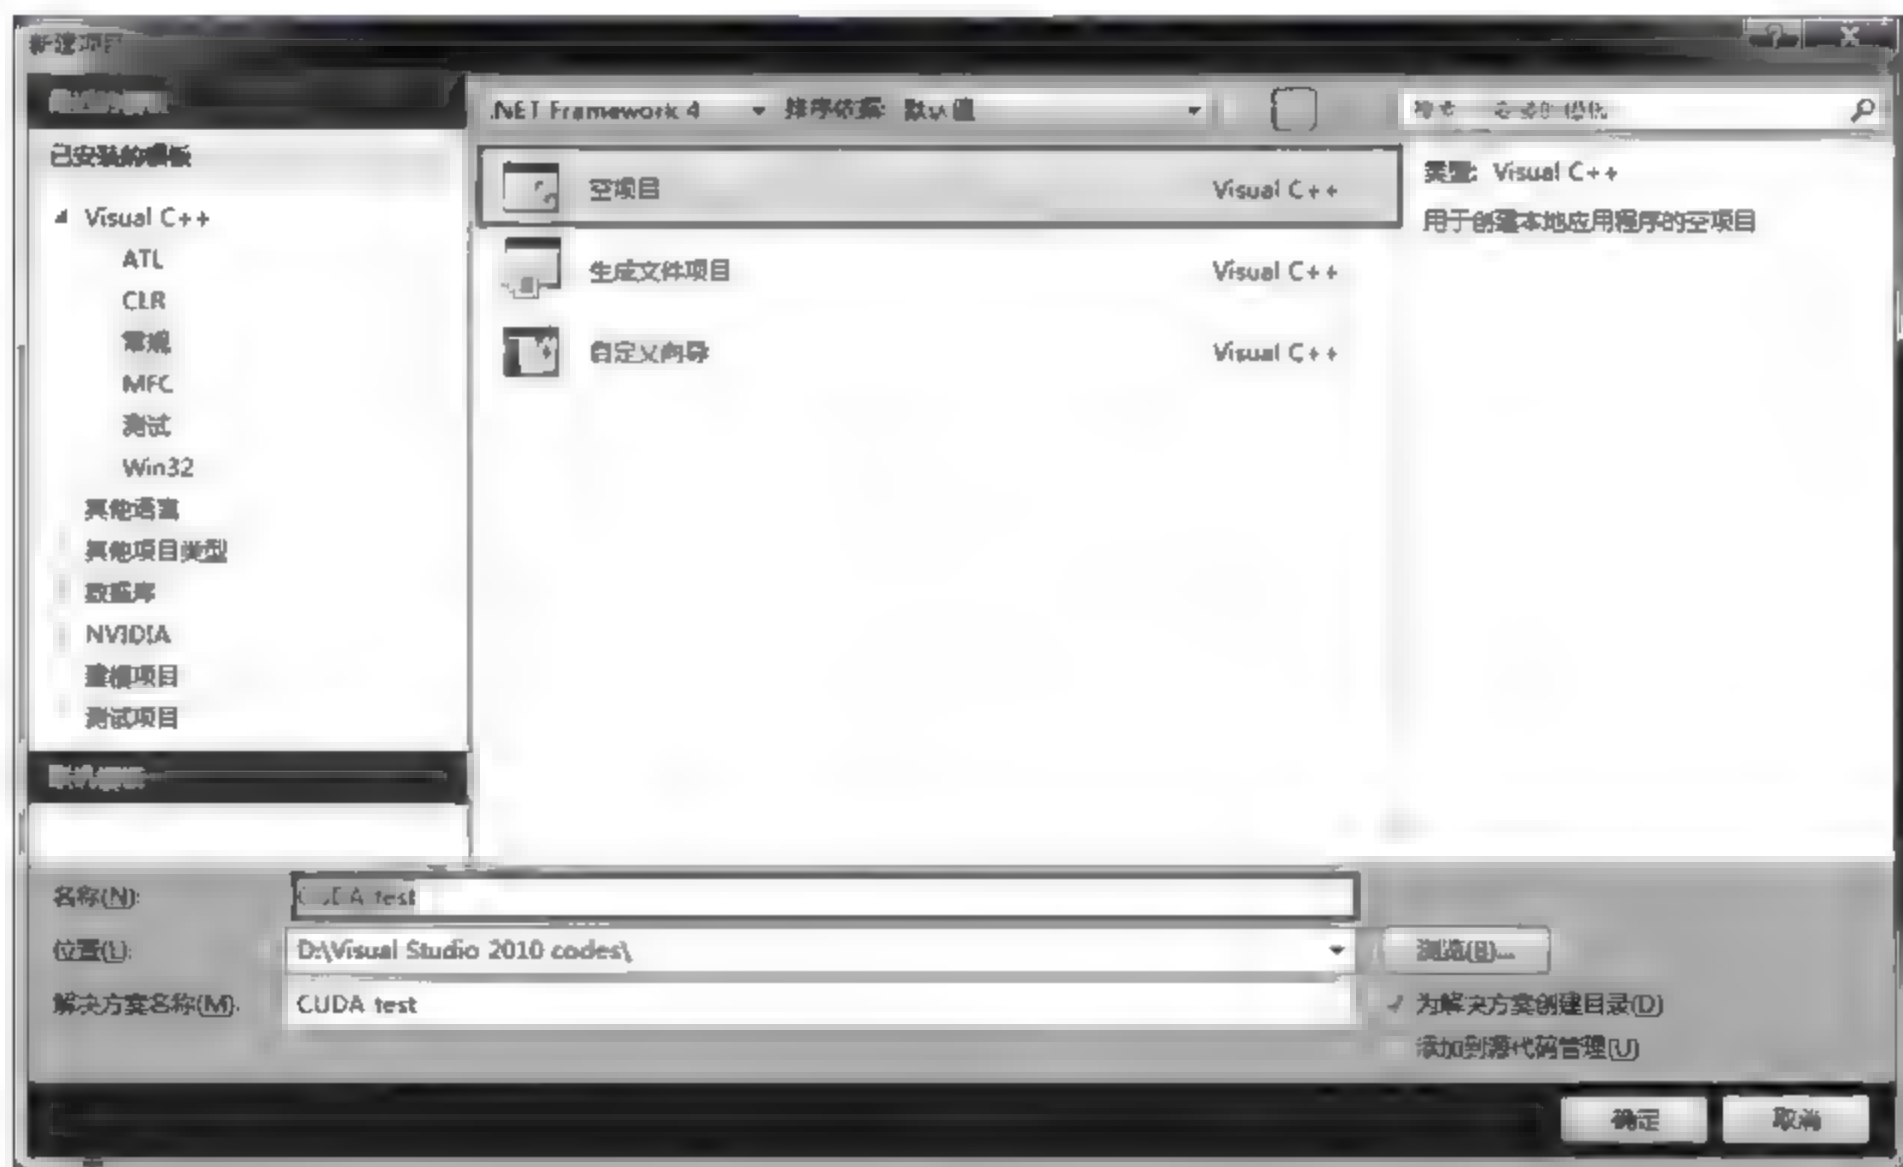 新建项目
已安装的模板
Visual C++
ATL
CLR
常规
MFC
测试
Win32
其他语言
其他项目类型
数据库
NVIDIA
建模项目
测试项目
.NET Framework 4 排序依据: 默认值
空项目 Visual C++
生成文件项目 Visual C++
自定义向导 Visual C++
类型: Visual C++
用于创建本地应用程序的空项目
名称(N): CUDA test
位置(L): D:\Visual Studio 2010 codes\ 浏览(B)...
解决方案名称(M): CUDA test
为解决方案创建目录(D)
添加到源代码管理(U)
确定 取消